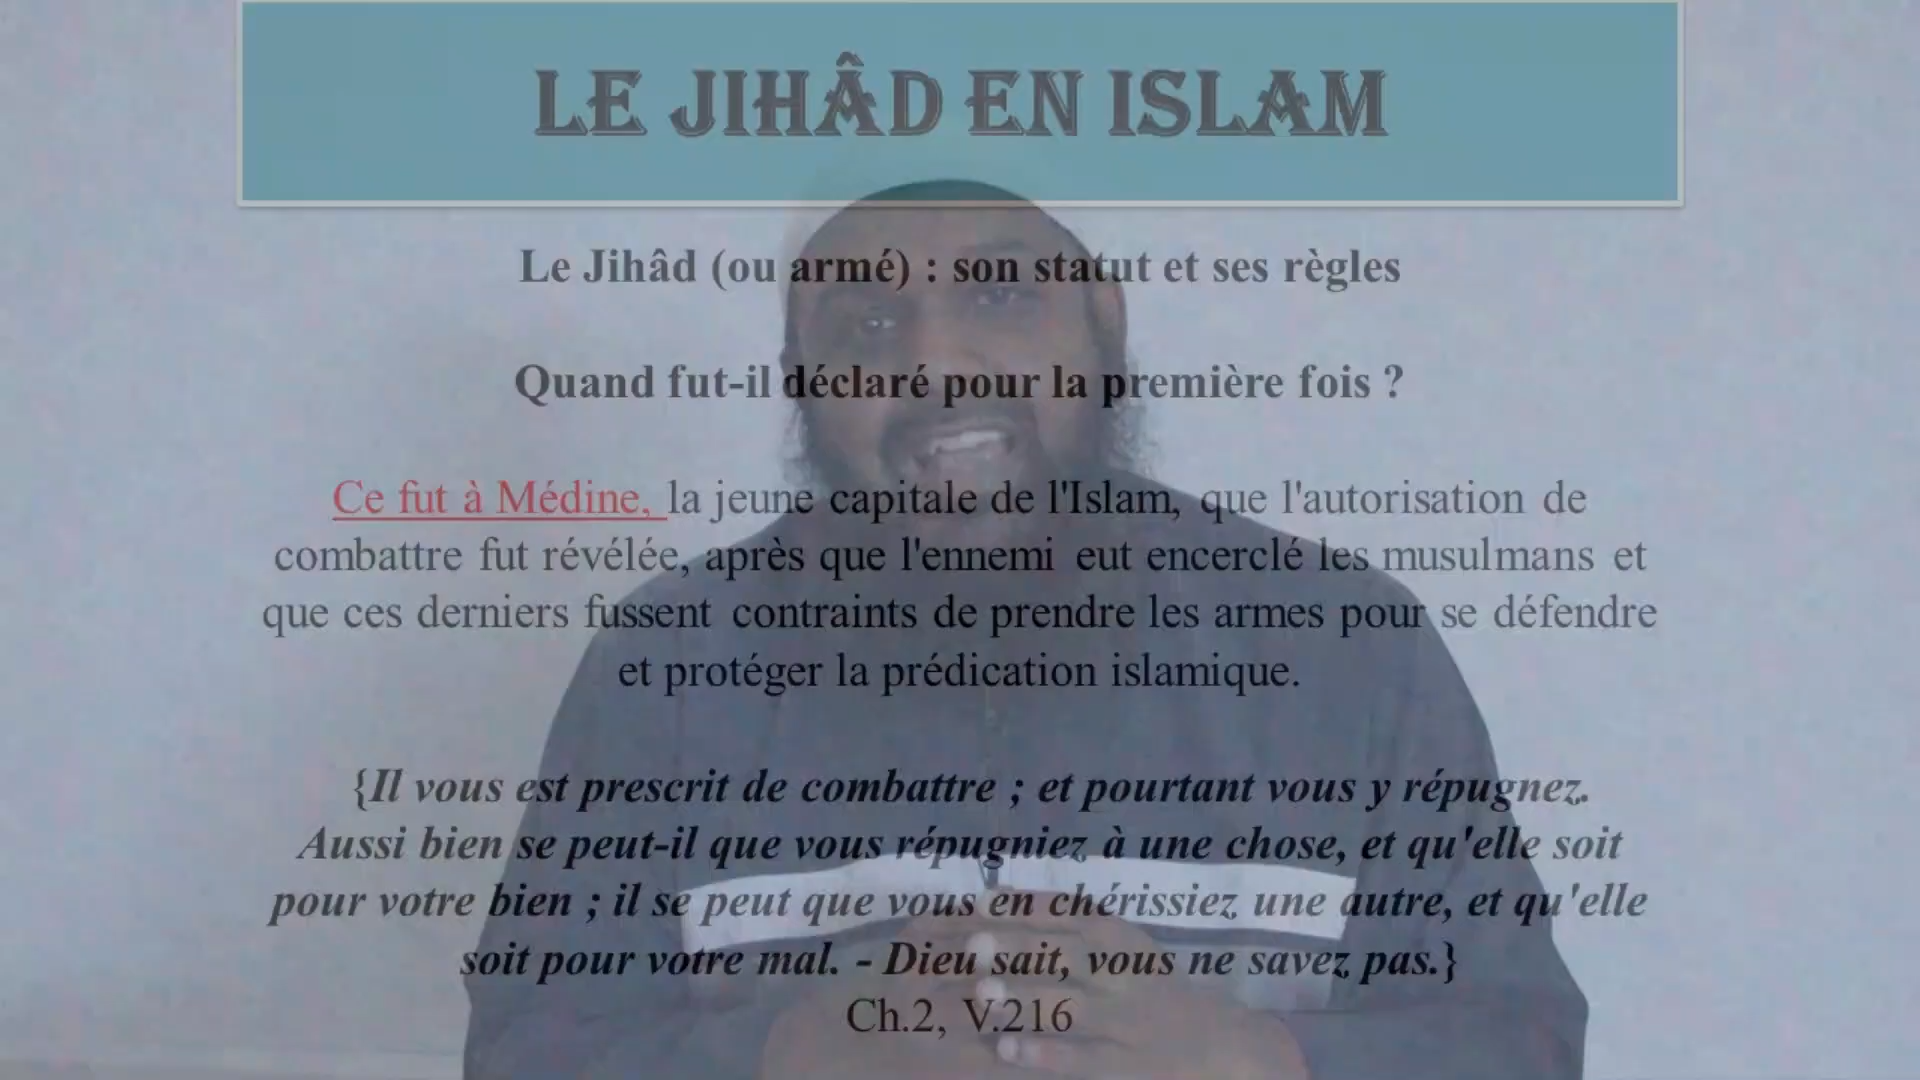 LE JIHÂD EN ISLAM
Le Jihâd (ou armé) : son statut et ses règles
Quand fut-il déclaré pour la première fois ?
Ce fut à Médine, la jeune capitale de l'Islam, que l'autorisation de
combattre fut révélée, après que l'ennemi eut encerclé les musulmans et
que ces derniers fussent contraints de prendre les armes pour se défendre
et protéger la prédication islamique.
{Il vous est prescrit de combattre ; et pourtant vous y répugnez.
Aussi bien se peut-il que vous répugniez à une chose, et qu'elle soit
pour votre bien ; il se peut que vous en chérissiez une autre, et qu'elle
soit pour votre mal. - Dieu sait, vous ne savez pas.}
Ch.2, V.216